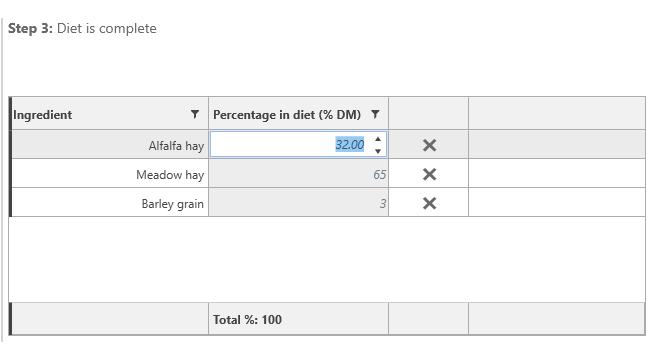 Step 3: Diet is complete
Ingredient Percentage in diet (% DM)
Alfalfa hay 32.00
Meadow hay 65
Barley grain 3
Total %: 100